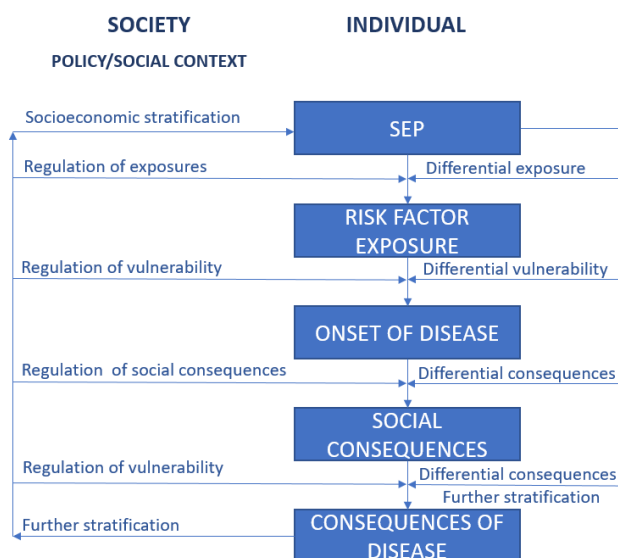 SOCIETY INDIVIDUAL
POLICY/SOCIAL CONTEXT
Socioeconomic stratification
SEP
Regulation of exposures
Differential exposure
RISK FACTOR
EXPOSURE
Regulation of vulnerability
Differential vulnerability
ONSET OF DISEASE
Regulation of social consequences
Differential consequences
SOCIAL
CONSEQUENCES
Regulation of vulnerability
Differential consequences
Further stratification
Further stratification
CONSEQUENCES OF
DISEASE